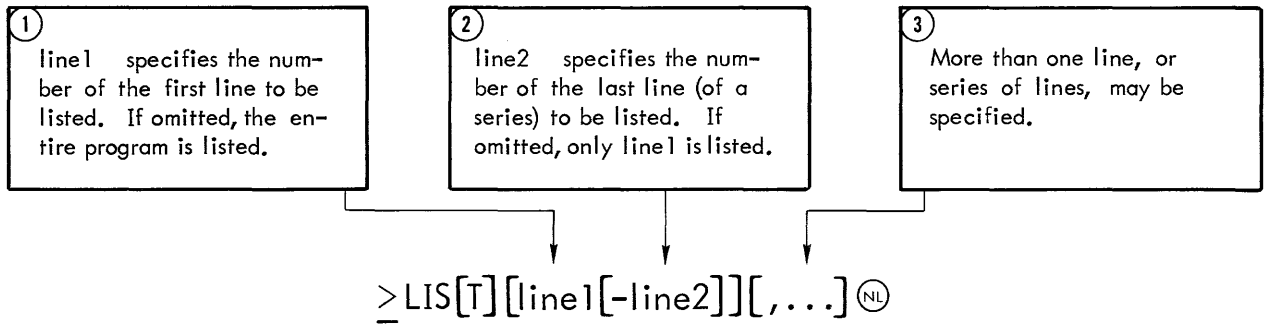 1
line1 specifies the num-
ber of the first line to be
listed. If omitted, the en-
tire program is listed.
2
line2 specifies the num-
ber of the last line (of a
series) to be listed. If
omitted, only line1 is listed.
3
More than one line, or
series of lines, may be
specified.
>LIS[T][line1[-line2]][,...] NL